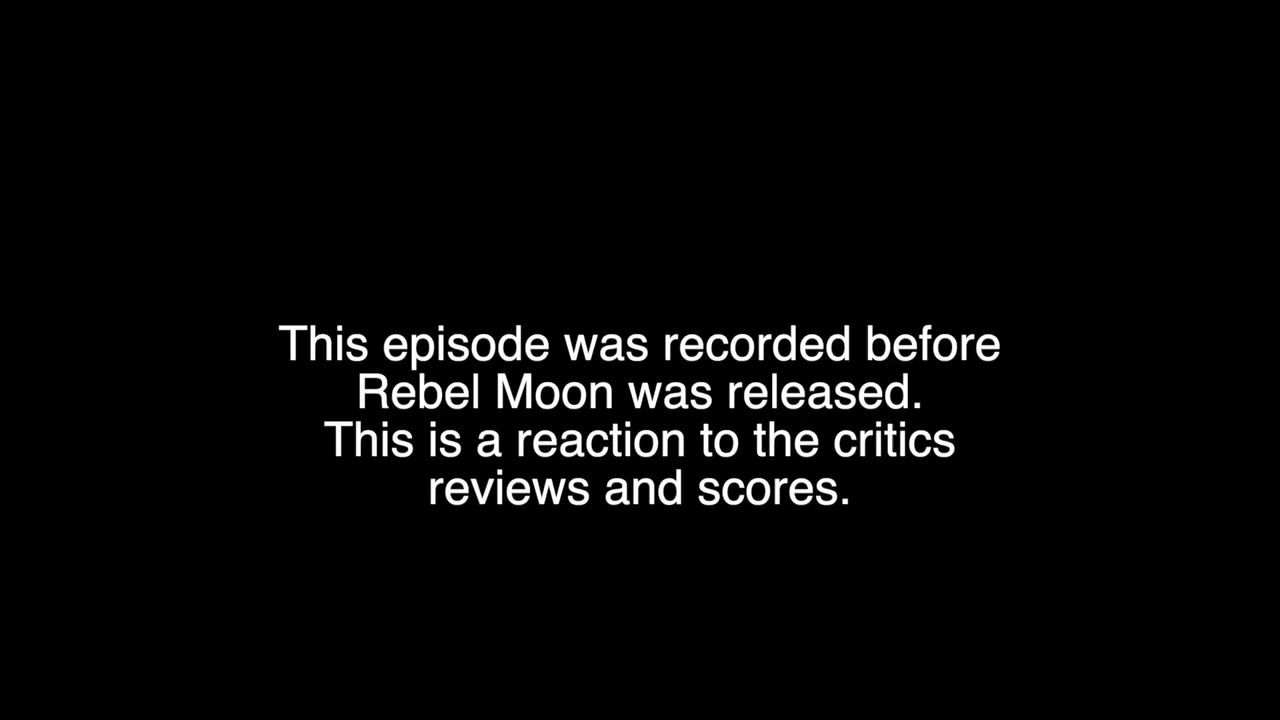 This episode was recorded before
Rebel Moon was released.
This is a reaction to the critics
reviews and scores.